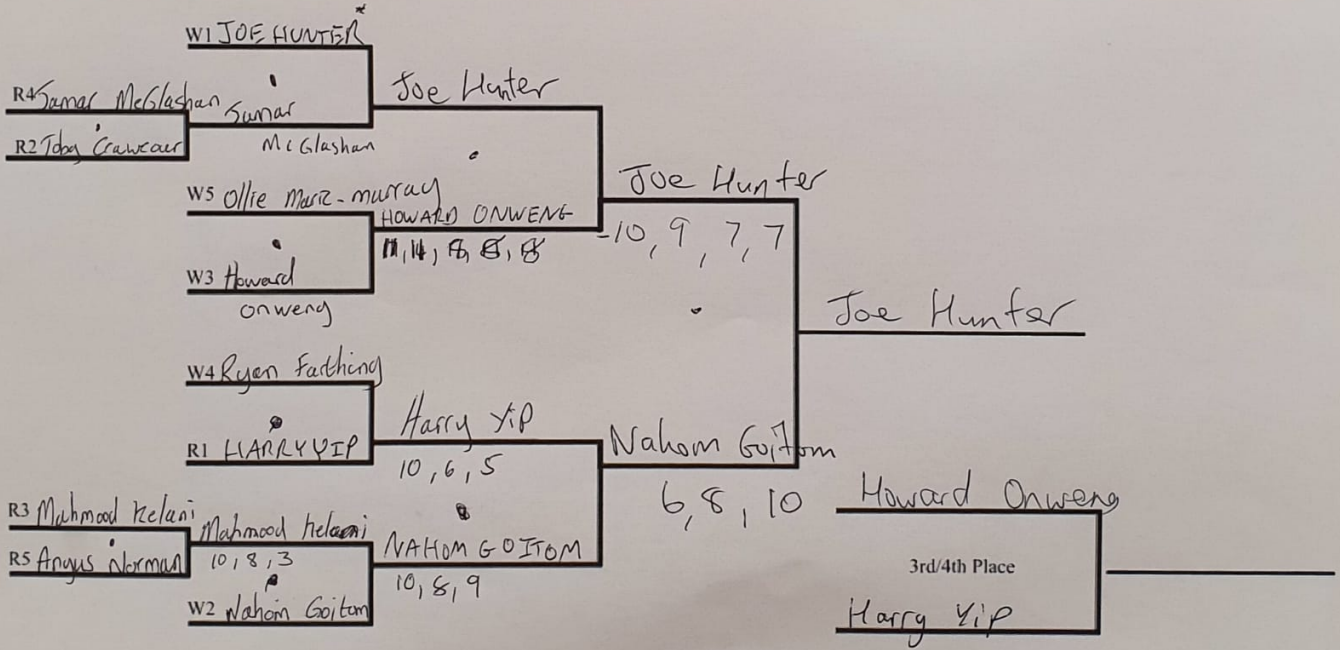 W1 JOE HUNTER*
Joe Hunter
R4 Samar McGlashan
Samar
R2 Toby
McGlashan
W5 Ollie
Joe Hunter
HOWARD ONWENG
-10, 9, 7, 7
W3 Howard
onweng
Joe Hunter
W4 Ryan Farthing
Harry Yip
Nahom Goitom
R1 HARRY YIP
10, 6, 5
6, 8, 10
Howard Onweng
R3 Mahmood Kelani
Mahmood Kelani
NAHOM GOITOM
R5 Angus Norman
10, 8, 3
3rd/4th Place
10, 8, 9
W2 Nahom Goitom
Harry Yip